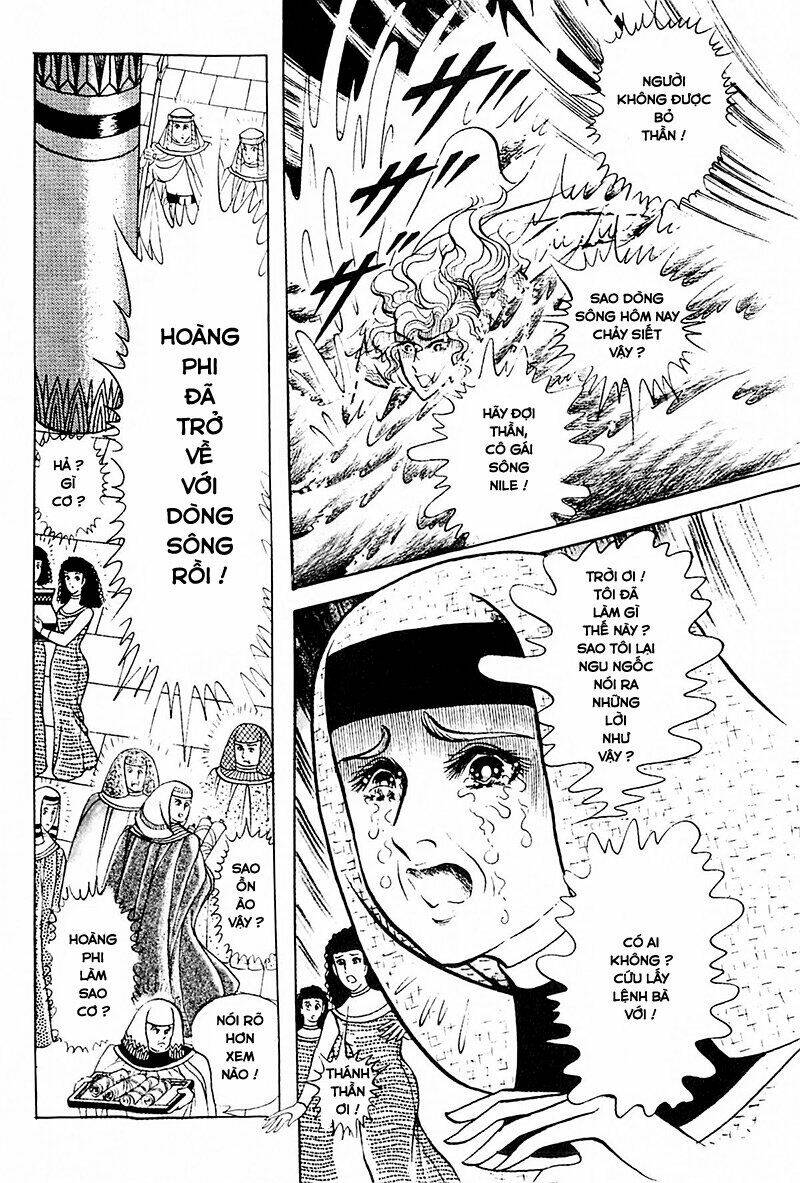 NGƯỜI
KHÔNG ĐƯỢC
BỎ
THẦN !
SAO DÒNG
SÔNG HÔM NAY
CHẢY SIẾT
VẬY ?
HÃY ĐỢI
THẦN,
CÔ GÁI
SÔNG
NILE !
TRỜI ƠI !
TÔI ĐÃ
LÀM GÌ
THẾ NÀY ?
SAO TÔI LẠI
NGU NGỐC
NÓI RA
NHỮNG
LỜI
NHƯ
VẬY ?
CÓ AI
KHÔNG ?
CỨU LẤY
LỆNH BÀ
VỚI !
THÁNH
THẦN
ƠI !
HOÀNG
PHI
ĐÃ
TRỞ
VỀ
VỚI
DÒNG
SÔNG
RỒI !
HẢ ?
GÌ
CƠ ?
SAO
ỒN
ÀO
VẬY ?
HOÀNG
PHI
LÀM
SAO
CƠ ?
NÓI RÕ
HƠN
XEM
NÀO !